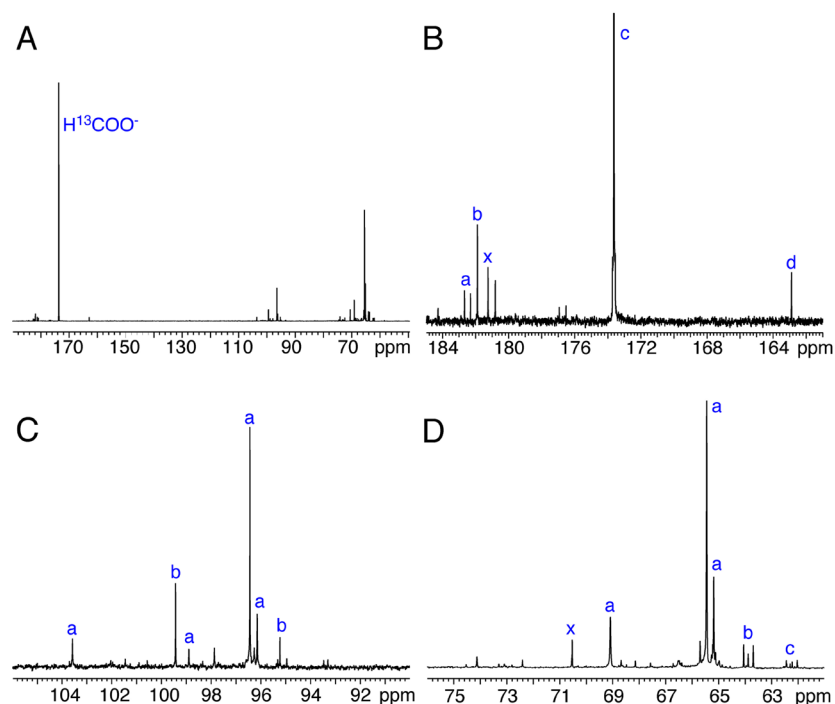 A
H¹³COO⁻
170 150 130 110 90 70 ppm
B
c
b
x
a
d
184 180 176 172 168 164 ppm
C
a
b
a
a
a
b
104 102 100 98 96 94 92 ppm
D
a
a
a
x
b
c
75 73 71 69 67 65 63 ppm